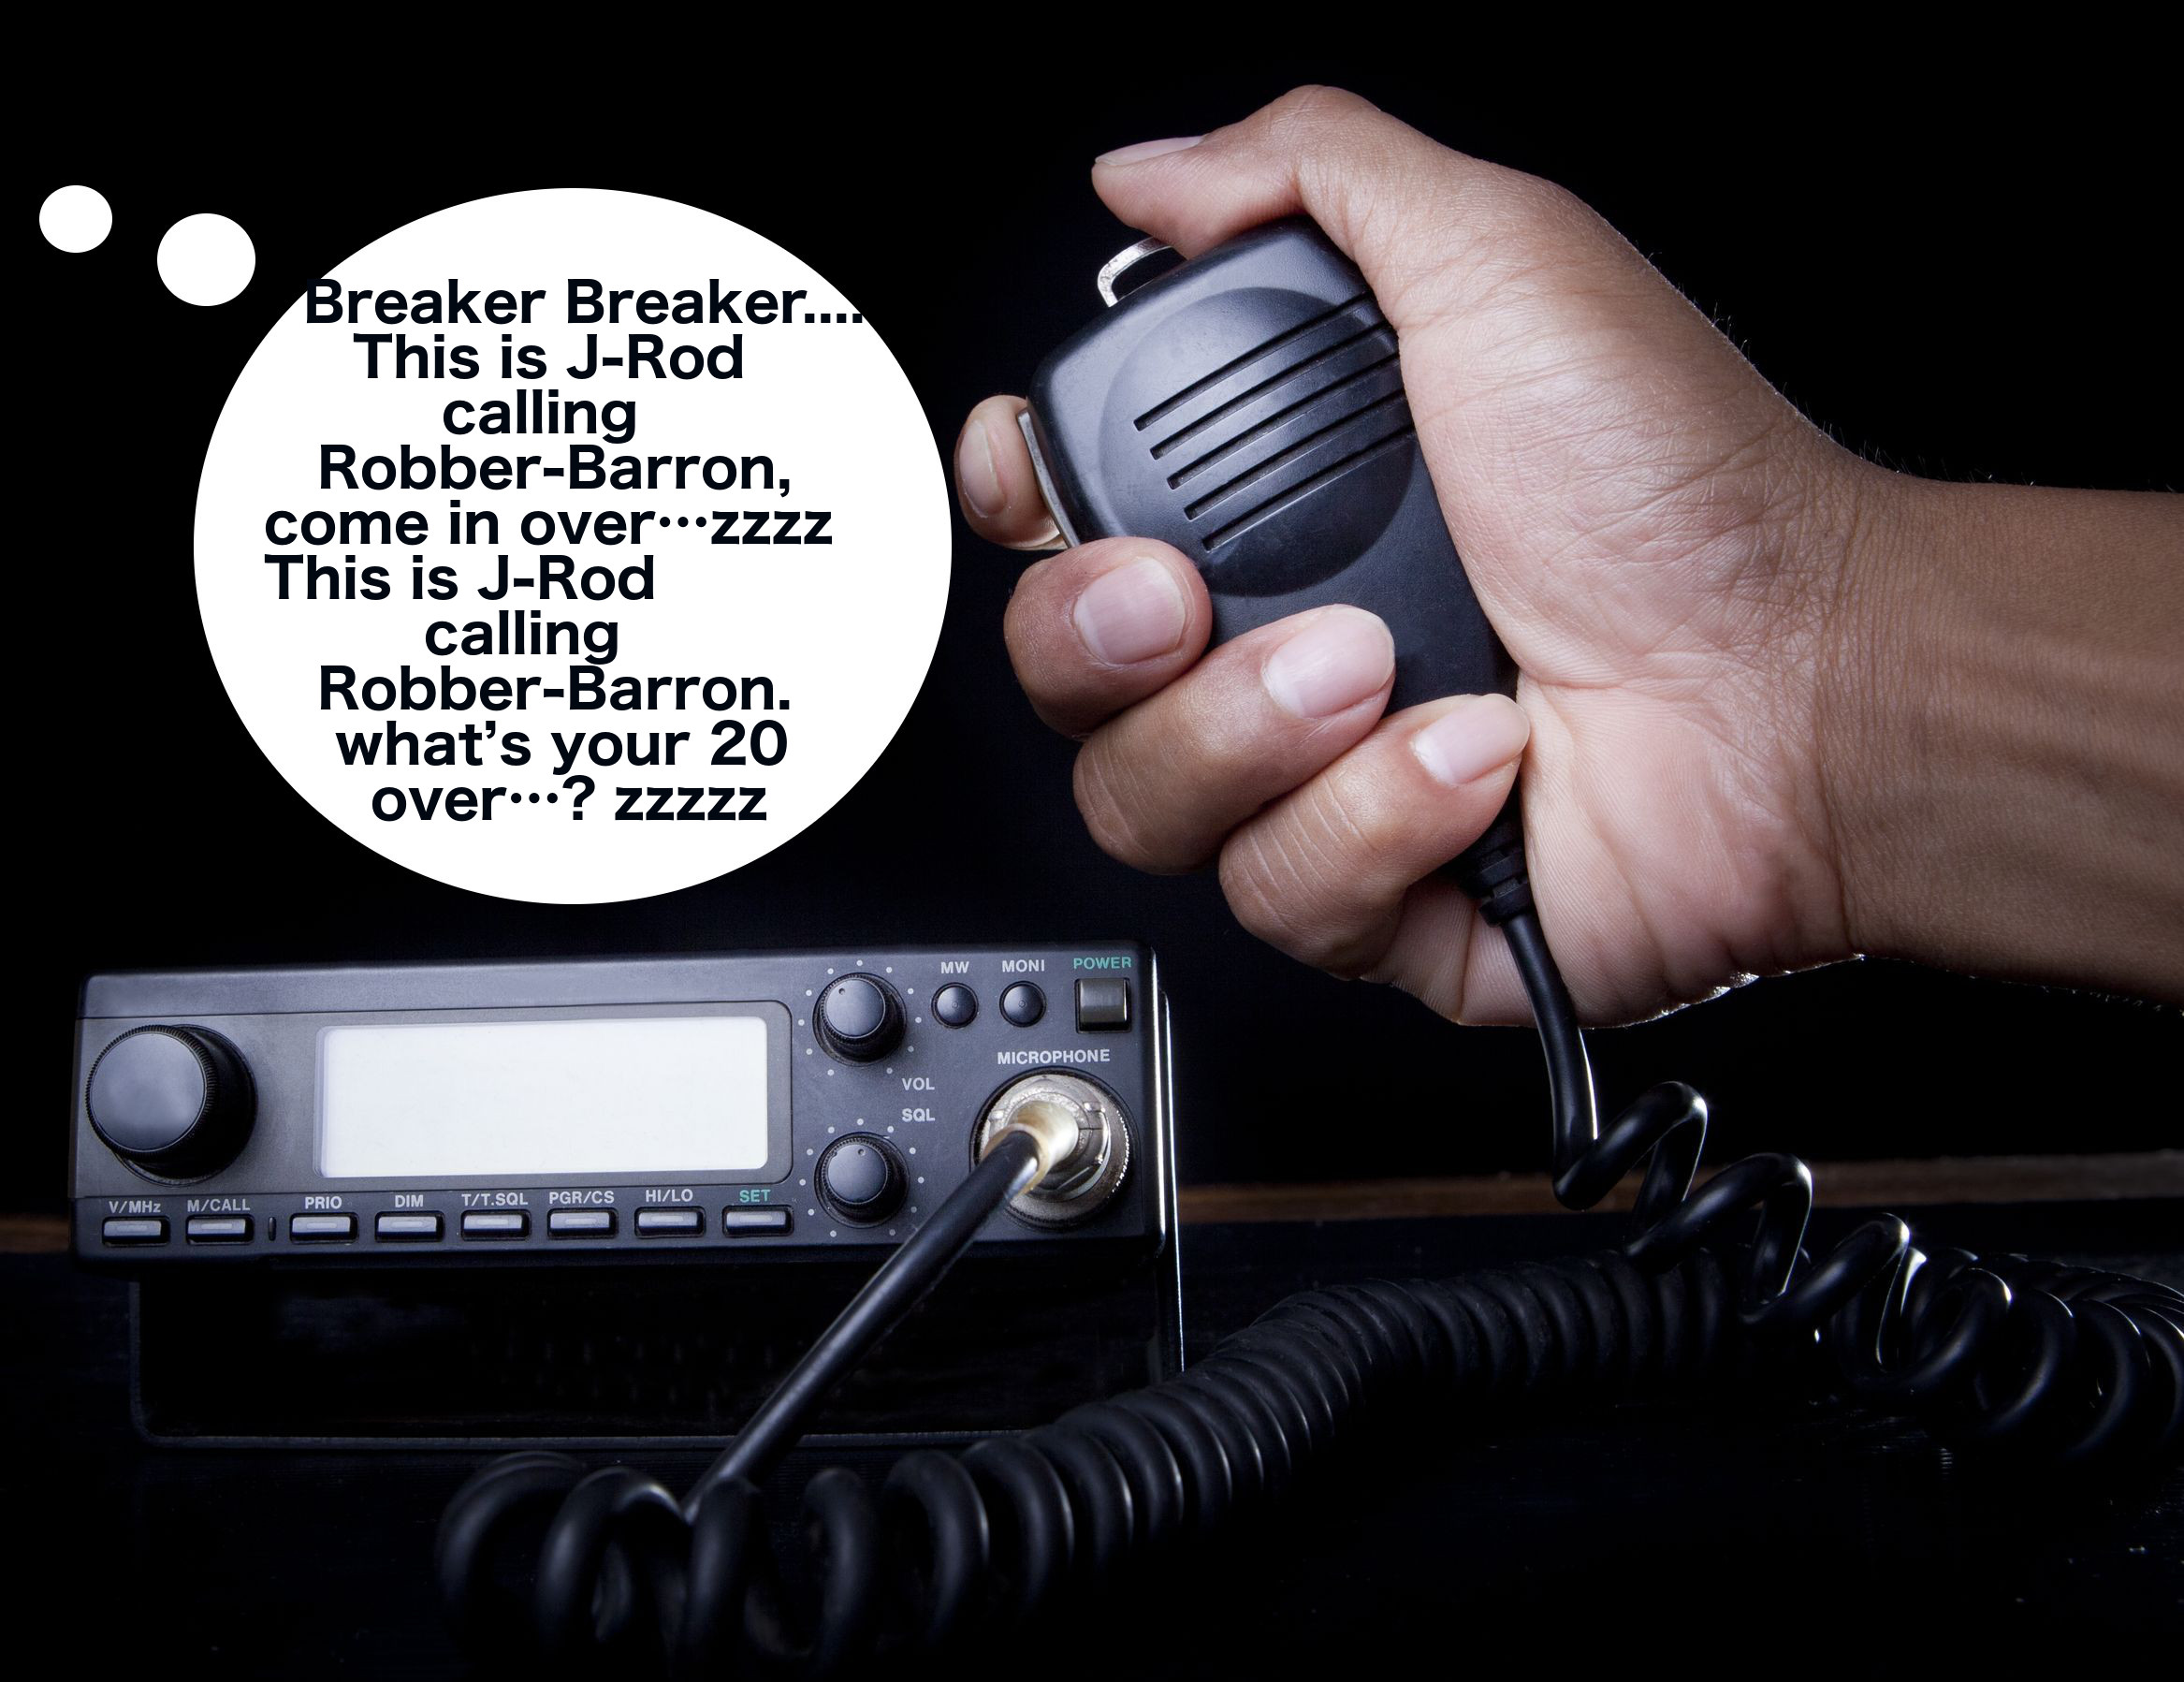 Breaker Breaker....
This is J-Rod
calling
Robber-Barron,
come in over···zzzz
This is J-Rod
calling
Robber-Barron.
what’s your 20
over···? zzzzz
MW MONI POWER
MICROPHONE
VOL
SQL
V/MHz M/CALL PRIO DIM T/T.SQL PGR/CS HI/LO SET